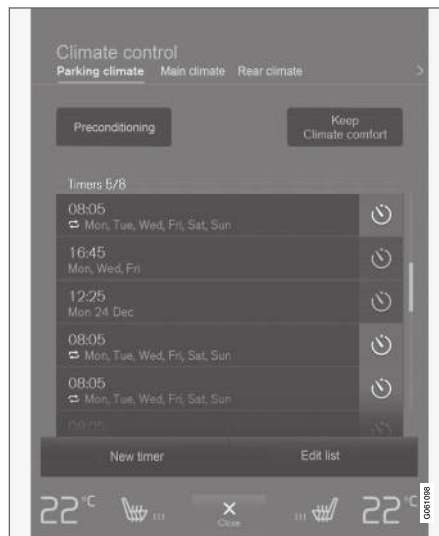 Climate control
Parking climate Main climate Rear climate
Preconditioning
Keep
Climate comfort
Timers 5/8
08:05
Mon, Tue, Wed, Fri, Sat, Sun
16:45
Mon, Wed, Fri
12:25
Mon 24 Dec
08:05
Mon, Tue, Wed, Fri, Sat, Sun
08:05
Mon, Tue, Wed, Fri, Sat, Sun
08:05
New timer Edit list
22°C 22°C
Close
G061098